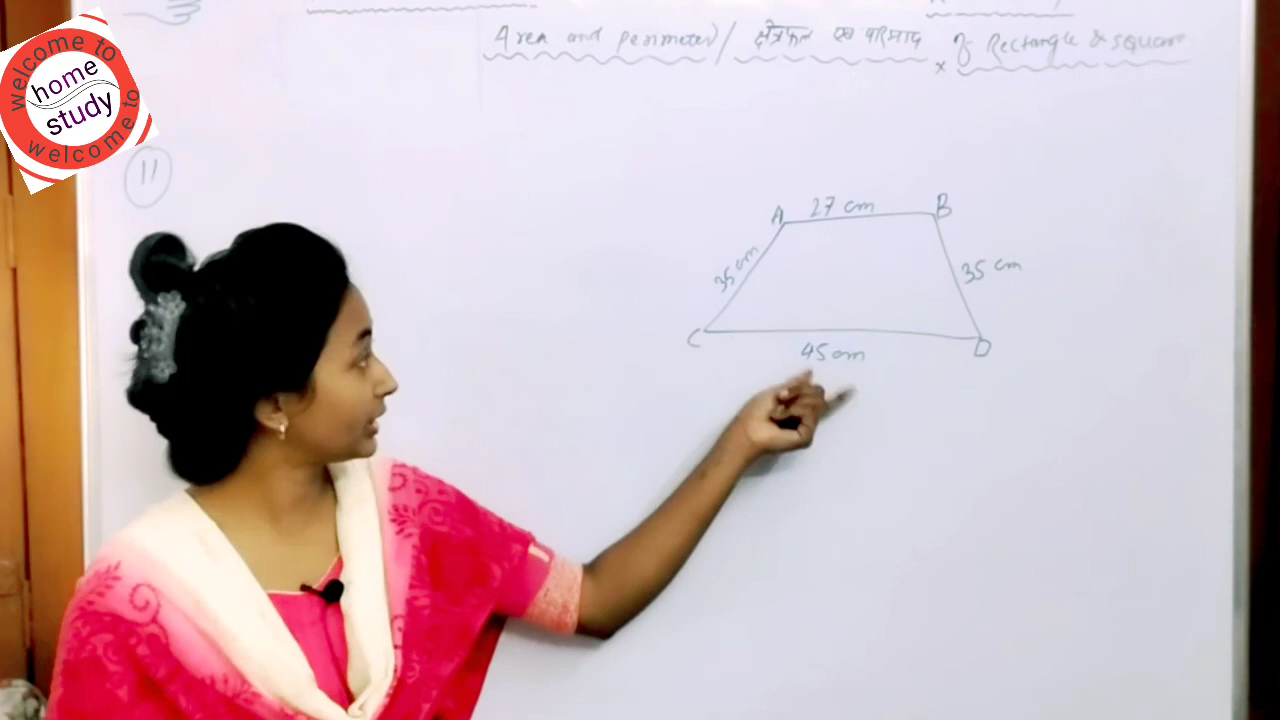 welcome to
home
study
welcome to
Area and perimeter / क्षेत्रफल एवं परिमाप of Rectangle & square
11
A 27 cm B
35 cm
35 cm
C
D
45 cm